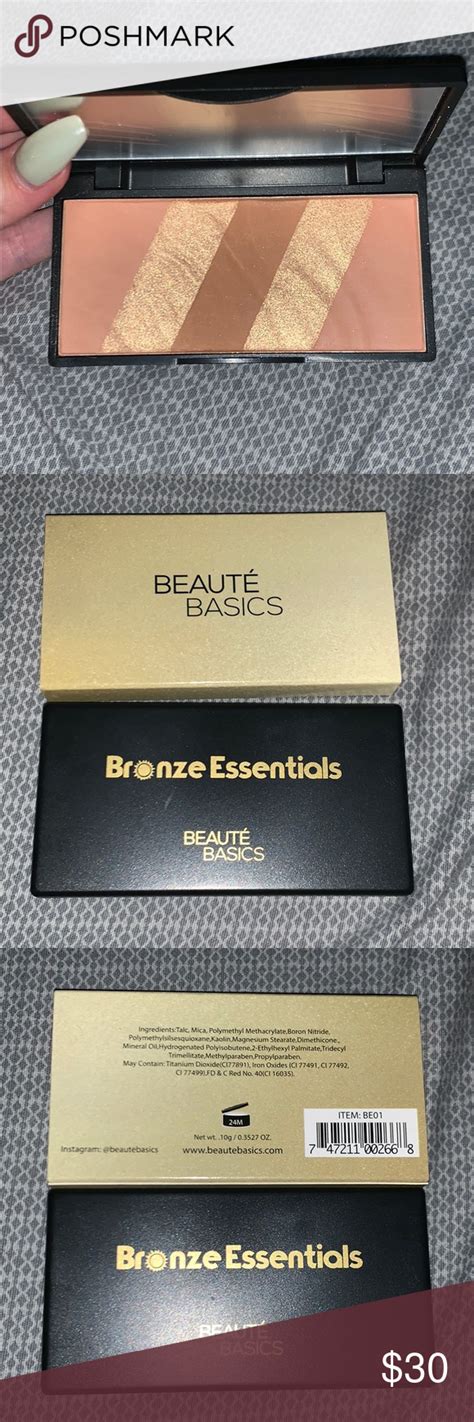 POSHMARK
BEAUTÉ
BASICS
Bronze Essentials
BEAUTÉ
BASICS
Ingredients:Talc, Mica, Polymethyl Methacrylate,Boron Nitride,
Polymethylsilsesquioxane,Kaolin,Magnesium Stearate,Dimethicone.,
Mineral Oil,Hydrogenated Polyisobutene,2-Ethylhexyl Palmitate,Tridecyl
Trimellitate,Methylparaben,Propylparaben.
May Contain: Titanium Dioxide(CI77891), Iron Oxides (CI 77491, CI 77492,
CI 77499),FD & C Red No. 40(CI 16035).
24M
ITEM: BE01
Net wt. .10g / 0.3527 OZ.
7 47211 00266 8
Instagram: @beautebasics
www.beautebasics.com
Bronze Essentials
BEAUTÉ
BASICS
$30